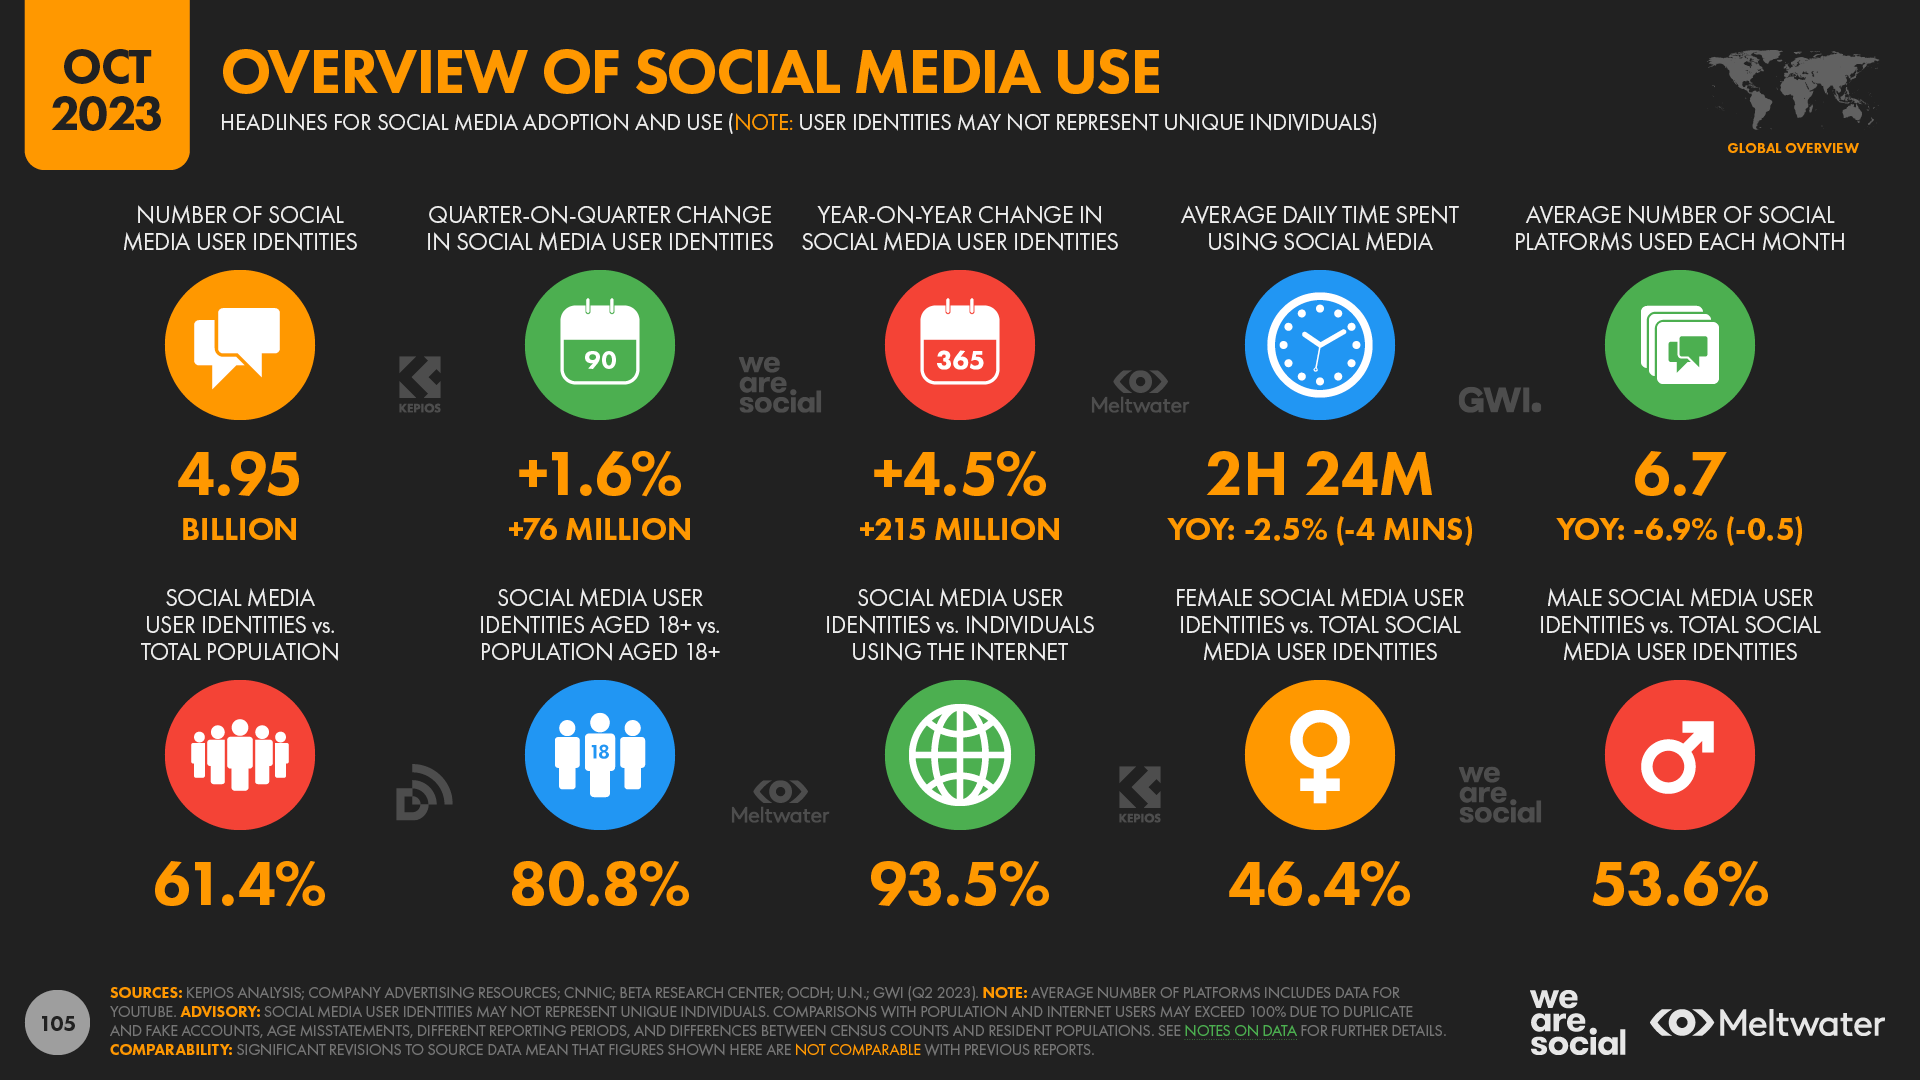 OCT
2023
OVERVIEW OF SOCIAL MEDIA USE
HEADLINES FOR SOCIAL MEDIA ADOPTION AND USE (NOTE: USER IDENTITIES MAY NOT REPRESENT UNIQUE INDIVIDUALS)
GLOBAL OVERVIEW
NUMBER OF SOCIAL
MEDIA USER IDENTITIES
4.95
BILLION
KEPIOS
QUARTER-ON-QUARTER CHANGE
IN SOCIAL MEDIA USER IDENTITIES
90
+1.6%
+76 MILLION
we
are
social
YEAR-ON-YEAR CHANGE IN
SOCIAL MEDIA USER IDENTITIES
365
+4.5%
+215 MILLION
Meltwater
AVERAGE DAILY TIME SPENT
USING SOCIAL MEDIA
2H 24M
YOY: -2.5% (-4 MINS)
GWI.
AVERAGE NUMBER OF SOCIAL
PLATFORMS USED EACH MONTH
6.7
YOY: -6.9% (-0.5)
SOCIAL MEDIA
USER IDENTITIES vs.
TOTAL POPULATION
61.4%
SOCIAL MEDIA USER
IDENTITIES AGED 18+ vs.
POPULATION AGED 18+
18
80.8%
Meltwater
SOCIAL MEDIA USER
IDENTITIES vs. INDIVIDUALS
USING THE INTERNET
93.5%
KEPIOS
FEMALE SOCIAL MEDIA USER
IDENTITIES vs. TOTAL SOCIAL
MEDIA USER IDENTITIES
46.4%
we
are
social
MALE SOCIAL MEDIA USER
IDENTITIES vs. TOTAL SOCIAL
MEDIA USER IDENTITIES
53.6%
105
SOURCES: KEPIOS ANALYSIS; COMPANY ADVERTISING RESOURCES; CNNIC; BETA RESEARCH CENTER; OCDH; U.N.; GWI (Q2 2023). NOTE: AVERAGE NUMBER OF PLATFORMS INCLUDES DATA FOR
YOUTUBE. ADVISORY: SOCIAL MEDIA USER IDENTITIES MAY NOT REPRESENT UNIQUE INDIVIDUALS. COMPARISONS WITH POPULATION AND INTERNET USERS MAY EXCEED 100% DUE TO DUPLICATE
AND FAKE ACCOUNTS, AGE MISSTATEMENTS, DIFFERENT REPORTING PERIODS, AND DIFFERENCES BETWEEN CENSUS COUNTS AND RESIDENT POPULATIONS. SEE NOTES ON DATA FOR FURTHER DETAILS.
COMPARABILITY: SIGNIFICANT REVISIONS TO SOURCE DATA MEAN THAT FIGURES SHOWN HERE ARE NOT COMPARABLE WITH PREVIOUS REPORTS.
we
are
social
Meltwater